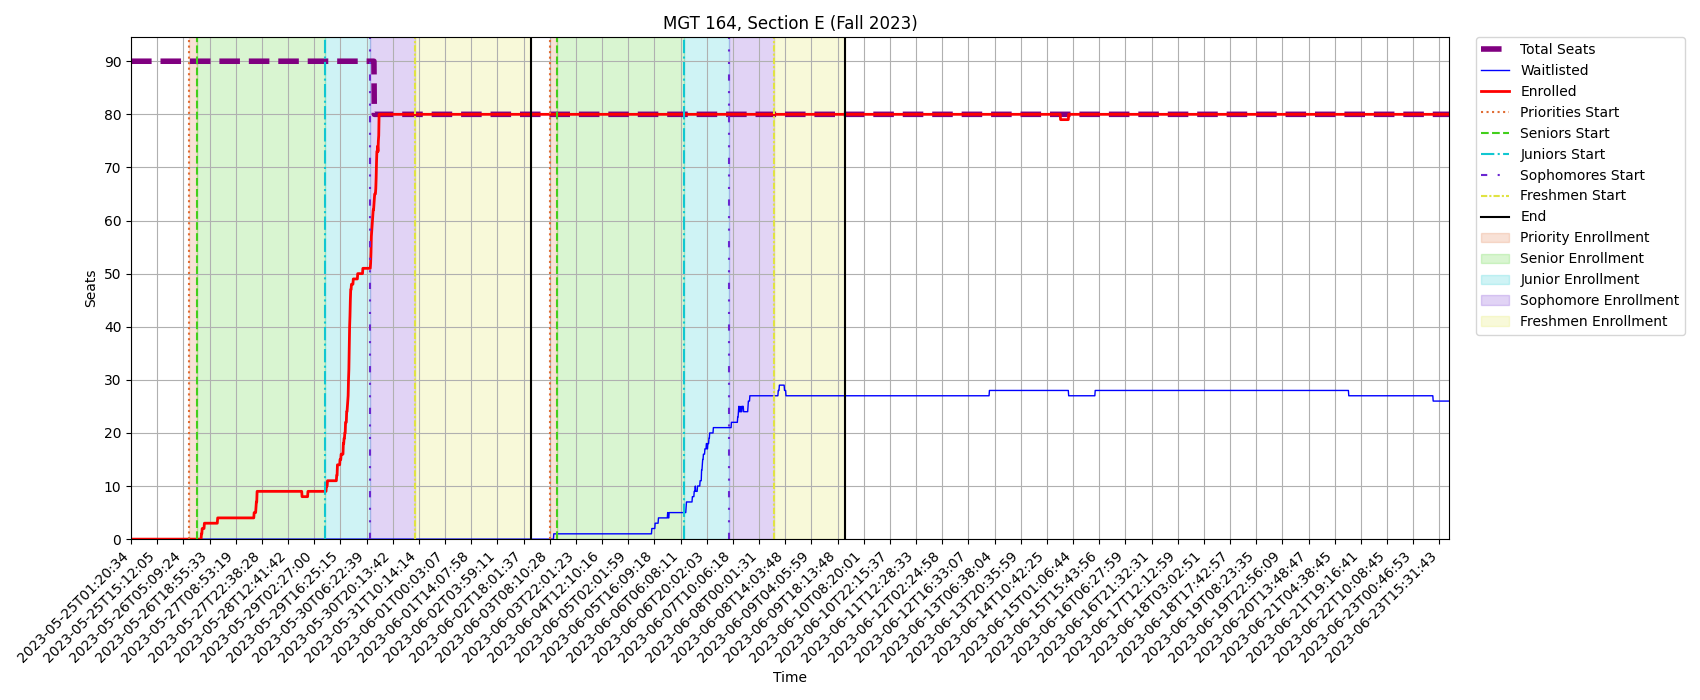 MGT 164, Section E (Fall 2023)
Seats
90
80
70
60
50
40
30
20
10
0
2023-05-25T01:20:34
2023-05-25T15:12:05
2023-05-26T05:09:24
2023-05-26T18:55:33
2023-05-27T08:53:19
2023-05-27T22:38:28
2023-05-28T12:41:42
2023-05-29T02:27:00
2023-05-29T16:25:15
2023-05-30T06:22:39
2023-05-30T20:13:42
2023-05-31T10:14:14
2023-06-01T00:03:07
2023-06-01T14:07:58
2023-06-02T03:59:11
2023-06-02T18:01:37
2023-06-03T08:10:28
2023-06-03T22:01:23
2023-06-04T12:10:16
2023-06-05T02:01:59
2023-06-05T16:09:18
2023-06-06T06:08:11
2023-06-06T20:02:03
2023-06-07T10:06:18
2023-06-08T00:01:31
2023-06-08T14:03:48
2023-06-09T04:05:59
2023-06-09T18:13:48
2023-06-10T08:20:01
2023-06-10T22:15:37
2023-06-11T12:28:33
2023-06-12T02:24:58
2023-06-12T16:33:07
2023-06-13T06:38:04
2023-06-13T20:35:59
2023-06-14T10:42:25
2023-06-15T01:06:44
2023-06-15T15:43:56
2023-06-16T06:27:59
2023-06-16T21:32:31
2023-06-17T12:12:59
2023-06-18T03:02:51
2023-06-18T17:42:57
2023-06-19T08:23:35
2023-06-19T22:56:09
2023-06-20T13:48:47
2023-06-21T04:38:45
2023-06-21T19:16:41
2023-06-22T10:08:45
2023-06-23T00:46:53
2023-06-23T15:31:43
Time
Total Seats
Waitlisted
Enrolled
Priorities Start
Seniors Start
Juniors Start
Sophomores Start
Freshmen Start
End
Priority Enrollment
Senior Enrollment
Junior Enrollment
Sophomore Enrollment
Freshmen Enrollment